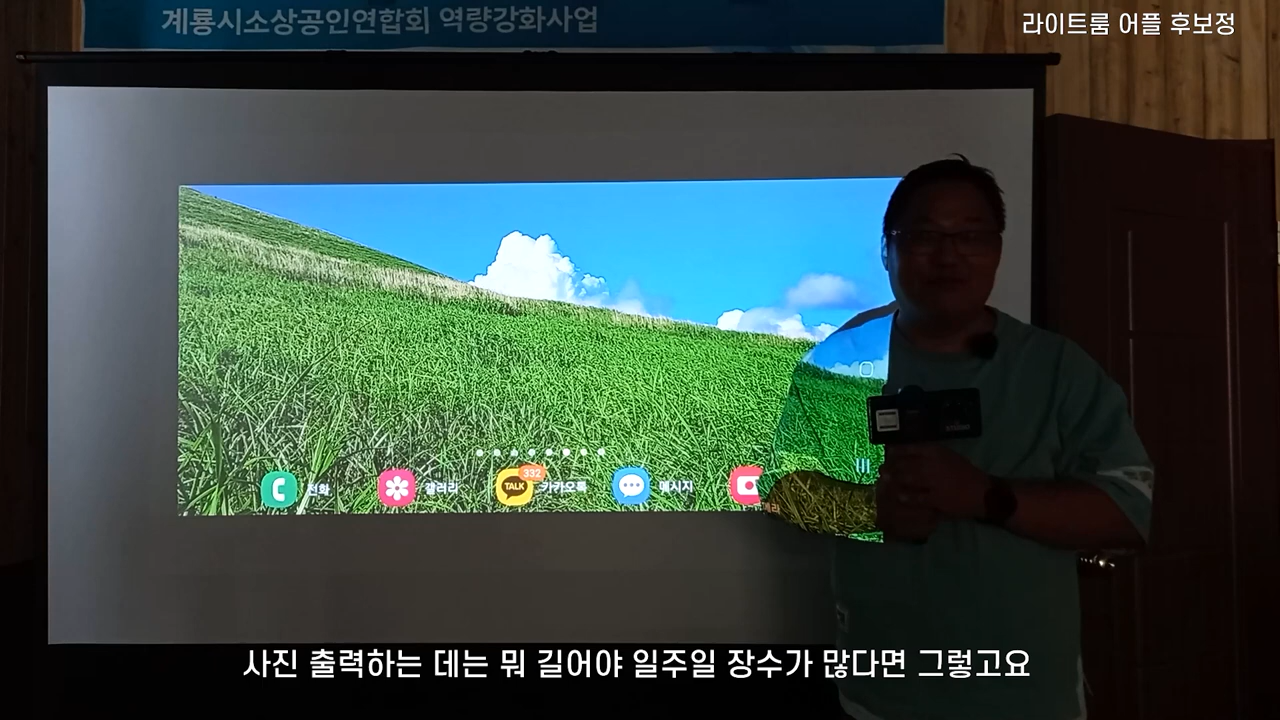 계룡시소상공인연합회 역량강화사업
라이트룸 어플 후보정
332
TALK
전화
갤러리
카카오톡
메시지
사진 출력하는 데는 뭐 길어야 일주일 장수가 많다면 그렇고요